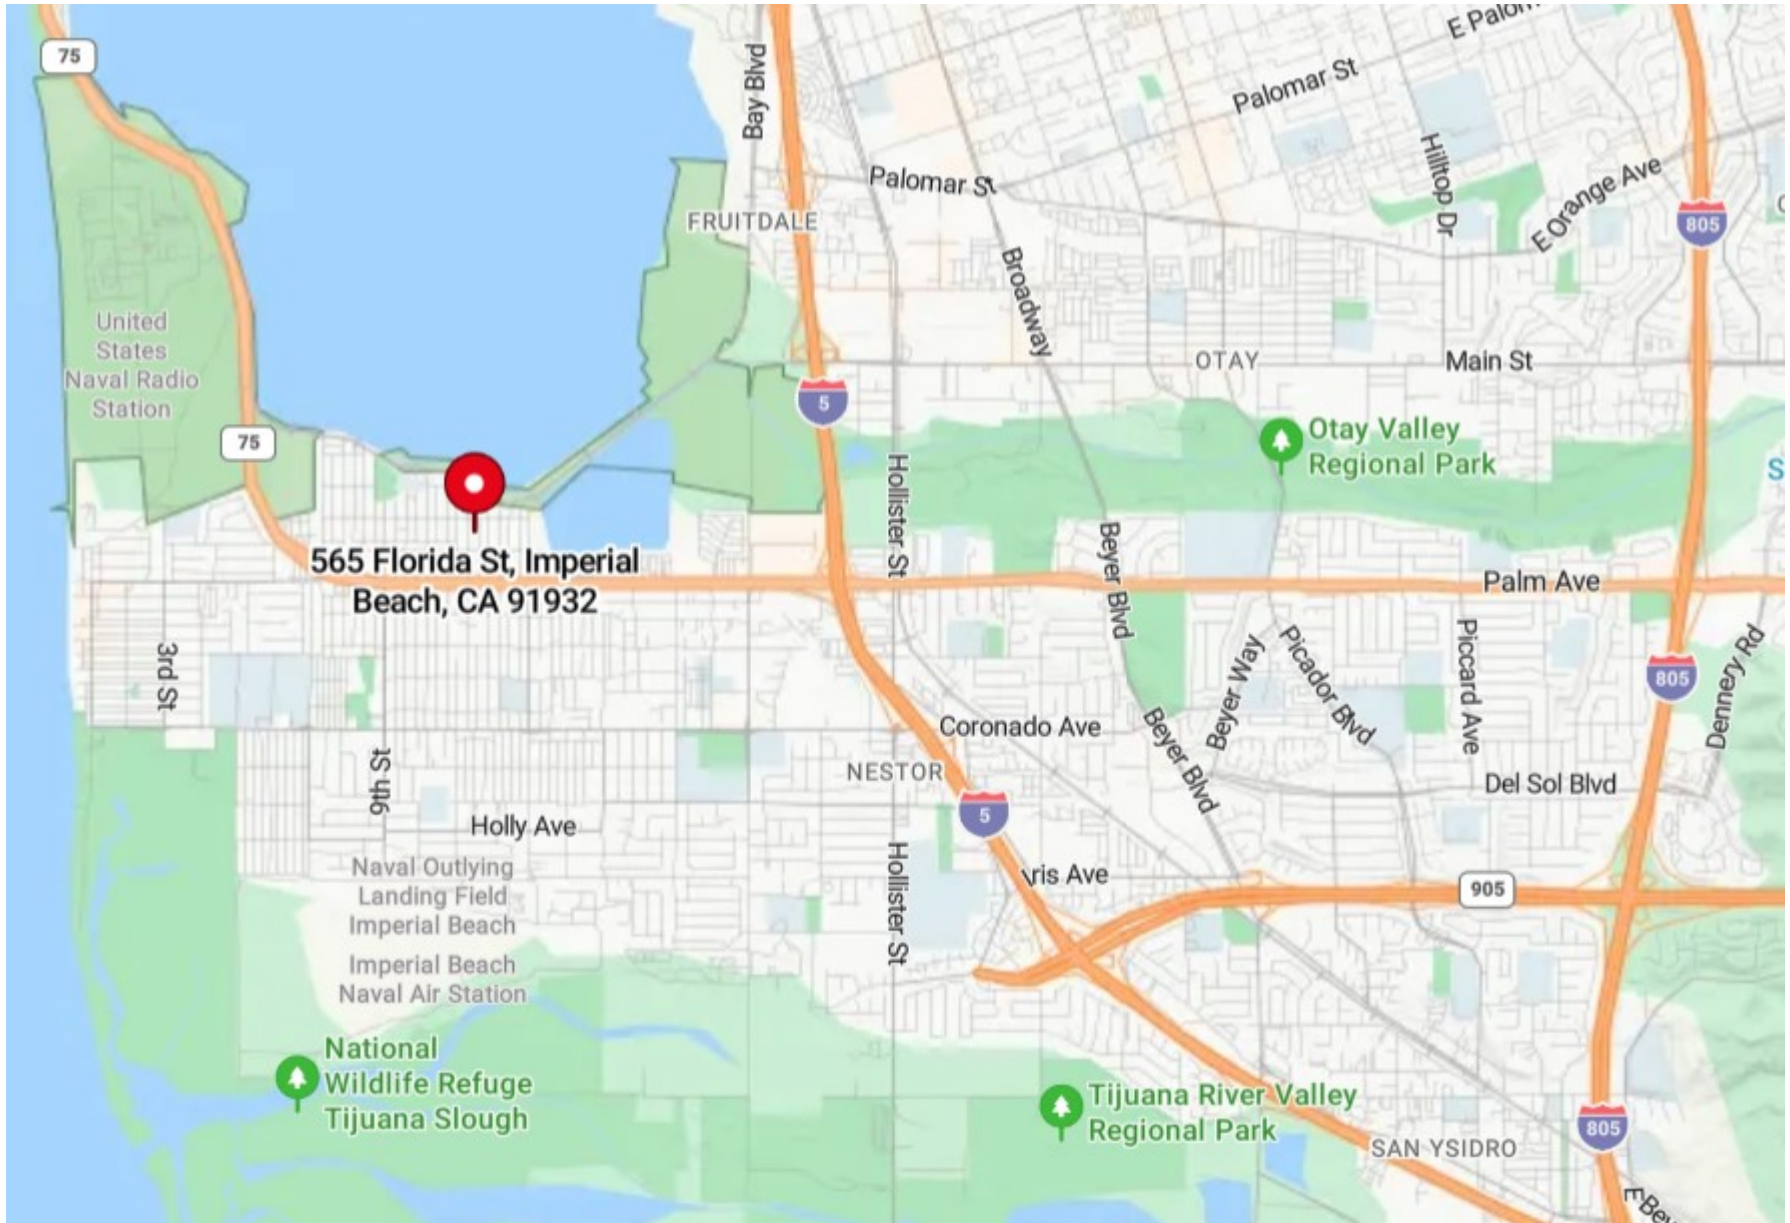 75
Bay Blvd
E Palom
Palomar St
Hilltop Dr
E Orange Ave
Palomar St
FRUITDALE
805
Broadway
United
States
Naval Radio
Station
OTAY
Main St
5
75
Otay Valley
Regional Park
S
Hollister St
565 Florida St, Imperial
Beach, CA 91932
Beyer Blvd
Palm Ave
3rd St
Beyer Way
Picador Blvd
Piccard Ave
805
Dennery Rd
Coronado Ave
Beyer Blvd
NESTOR
9th St
Del Sol Blvd
5
Holly Ave
Naval Outlying
Landing Field
Imperial Beach
Hollister St
Iris Ave
905
Imperial Beach
Naval Air Station
National
Wildlife Refuge
Tijuana Slough
Tijuana River Valley
Regional Park
SAN YSIDRO
805
E Bey